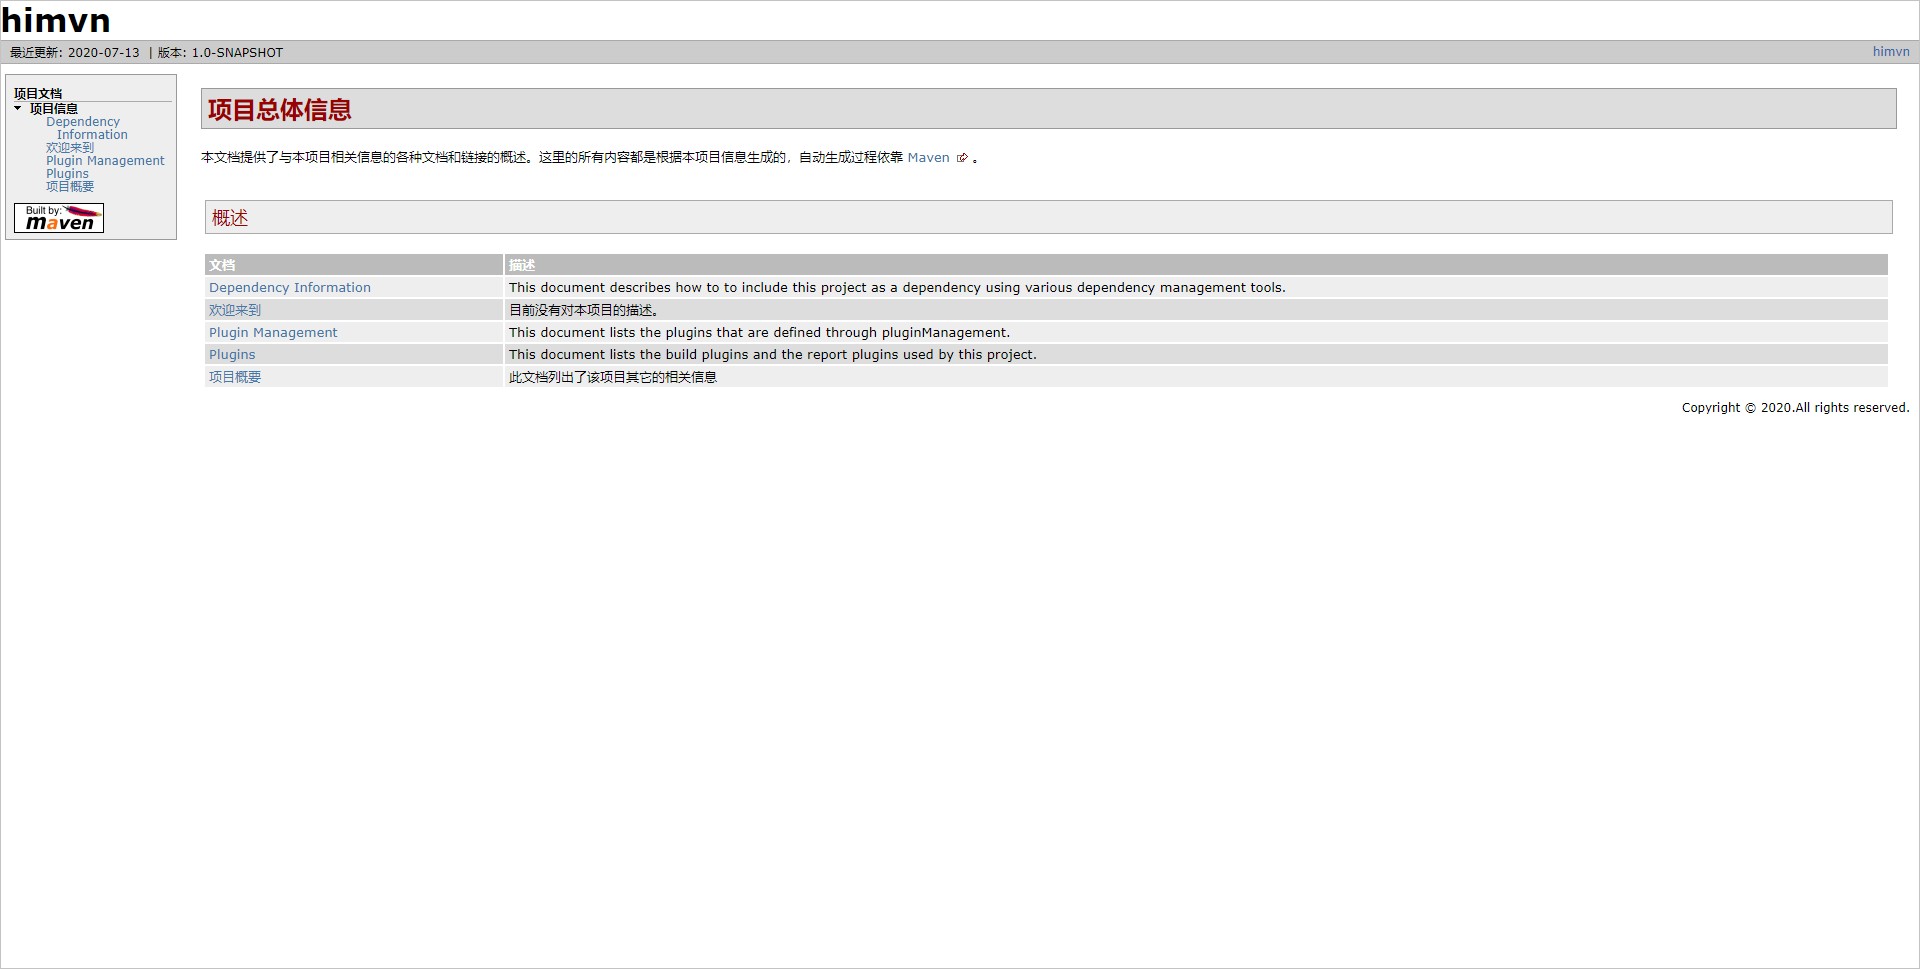 himvn
最近更新: 2020-07-13 | 版本: 1.0-SNAPSHOT
himvn
项目文档
项目信息
Dependency
Information
欢迎来到
Plugin Management
Plugins
项目概要
Built by:
maven
项目总体信息
本文档提供了与本项目相关信息的各种文档和链接的概述。这里的所有内容都是根据本项目信息生成的，自动生成过程依靠 Maven 。
概述
文档 描述
Dependency Information This document describes how to to include this project as a dependency using various dependency management tools.
欢迎来到 目前没有对本项目的描述。
Plugin Management This document lists the plugins that are defined through pluginManagement.
Plugins This document lists the build plugins and the report plugins used by this project.
项目概要 此文档列出了该项目其它的相关信息
Copyright © 2020.All rights reserved.